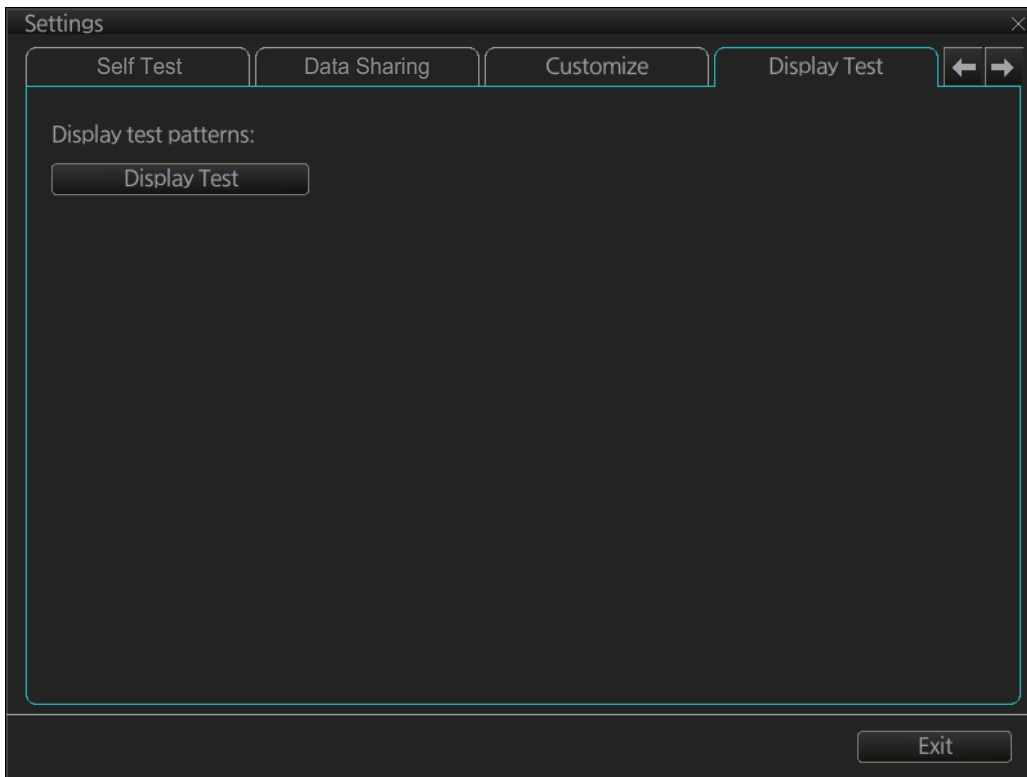 Settings
Self Test
Data Sharing
Customize
Display Test
Display test patterns:
Display Test
Exit